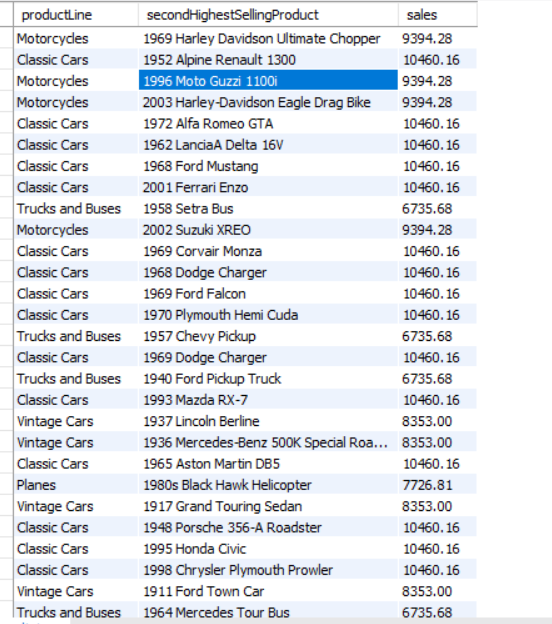 productLine secondHighestSellingProduct sales
Motorcycles 1969 Harley Davidson Ultimate Chopper 9394.28
Classic Cars 1952 Alpine Renault 1300 10460.16
Motorcycles 1996 Moto Guzzi 1100i 9394.28
Motorcycles 2003 Harley-Davidson Eagle Drag Bike 9394.28
Classic Cars 1972 Alfa Romeo GTA 10460.16
Classic Cars 1962 LanciaA Delta 16V 10460.16
Classic Cars 1968 Ford Mustang 10460.16
Classic Cars 2001 Ferrari Enzo 10460.16
Trucks and Buses 1958 Setra Bus 6735.68
Motorcycles 2002 Suzuki XREO 9394.28
Classic Cars 1969 Corvair Monza 10460.16
Classic Cars 1968 Dodge Charger 10460.16
Classic Cars 1969 Ford Falcon 10460.16
Classic Cars 1970 Plymouth Hemi Cuda 10460.16
Trucks and Buses 1957 Chevy Pickup 6735.68
Classic Cars 1969 Dodge Charger 10460.16
Trucks and Buses 1940 Ford Pickup Truck 6735.68
Classic Cars 1993 Mazda RX-7 10460.16
Vintage Cars 1937 Lincoln Berline 8353.00
Vintage Cars 1936 Mercedes-Benz 500K Special Roa... 8353.00
Classic Cars 1965 Aston Martin DB5 10460.16
Planes 1980s Black Hawk Helicopter 7726.81
Vintage Cars 1917 Grand Touring Sedan 8353.00
Classic Cars 1948 Porsche 356-A Roadster 10460.16
Classic Cars 1995 Honda Civic 10460.16
Classic Cars 1998 Chrysler Plymouth Prowler 10460.16
Vintage Cars 1911 Ford Town Car 8353.00
Trucks and Buses 1964 Mercedes Tour Bus 6735.68